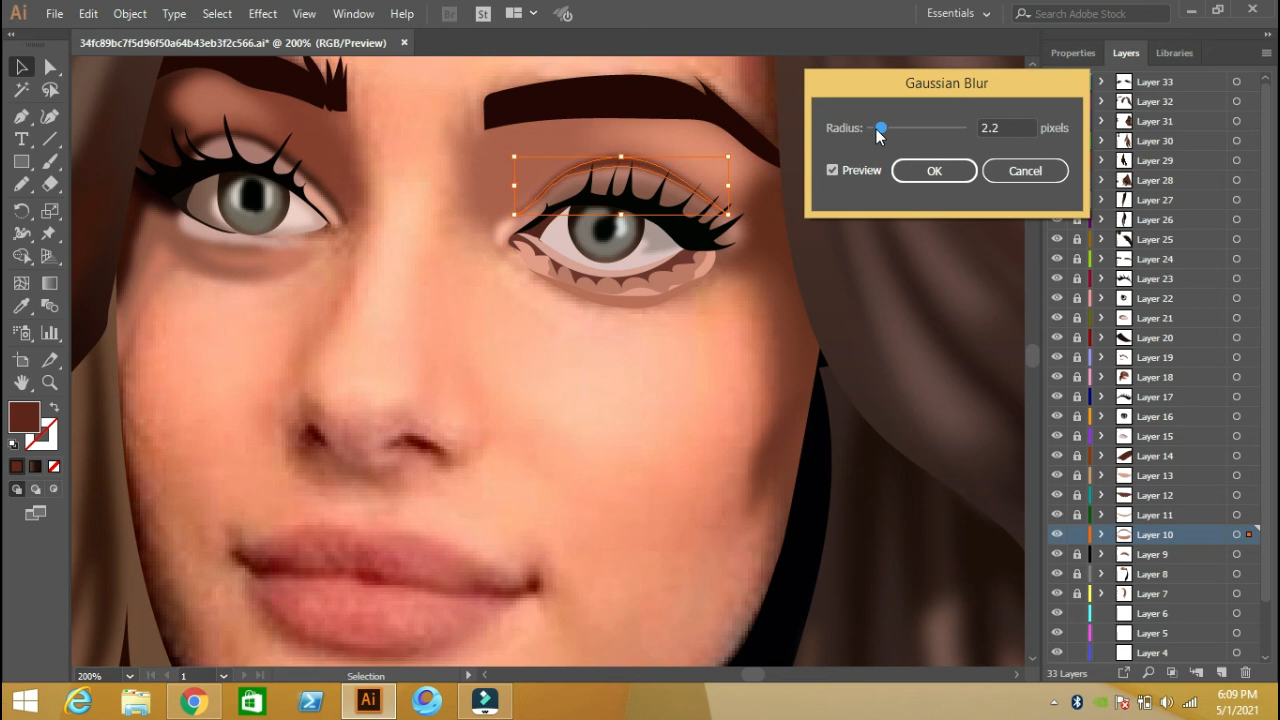 Ai File Edit Object Type Select Effect View Window Help Br St Essentials Search Adobe Stock
34fc89bc7f5d96f50a64b43eb3f2c566.ai* @ 200% (RGB/Preview)
Properties Layers Libraries
Gaussian Blur
Radius: 2.2 pixels
Preview OK Cancel
Layer 33
Layer 32
Layer 31
Layer 30
Layer 29
Layer 28
Layer 27
Layer 26
Layer 25
Layer 24
Layer 23
Layer 22
Layer 21
Layer 20
Layer 19
Layer 18
Layer 17
Layer 16
Layer 15
Layer 14
Layer 13
Layer 12
Layer 11
Layer 10
Layer 9
Layer 8
Layer 7
Layer 6
Layer 5
Layer 4
200% 1 Selection 33 Layers
Ai
6:09 PM
5/1/2021